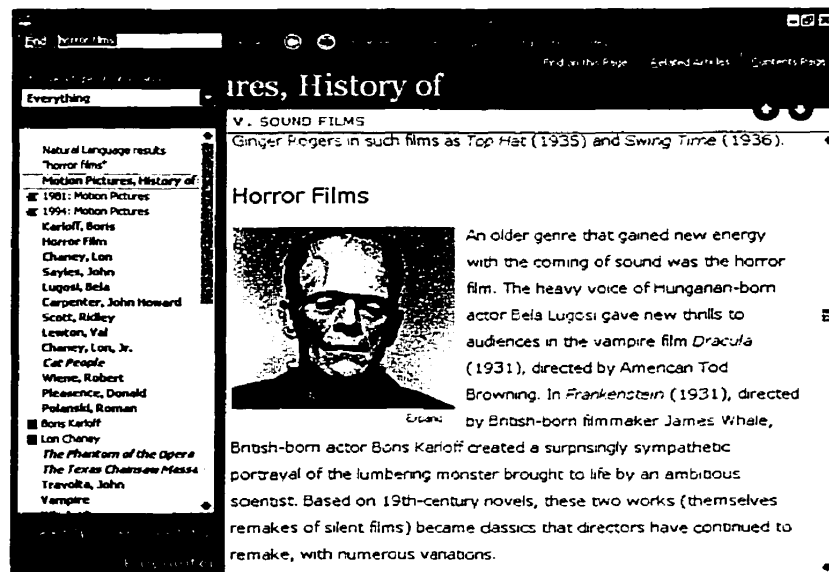 Find horror films
Find on this Page Related Articles Contents Page
ures, History of
Everything
V. SOUND FILMS
Ginger Rogers in such films as Top Hat (1935) and Swing Time (1936).
Natural Language results
"horror films"
Motion Pictures, History of
1981: Motion Pictures
1994: Motion Pictures
Karloff, Boris
Horror Film
Chaney, Lon
Sayles, John
Lugosi, Bela
Carpenter, John Howard
Scott, Ridley
Lewton, Val
Chaney, Lon, Jr.
Cat People
Wiene, Robert
Pleasence, Donald
Polanski, Roman
Boris Karloff
Lon Chaney
The Phantom of the Opera
The Texas Chainsaw Massa
Travolta, John
Vampire
Horror Films
An older genre that gained new energy
with the coming of sound was the horror
film. The heavy voice of Hungarian-born
actor Bela Lugosi gave new thrills to
audiences in the vampire film Dracula
(1931), directed by American Tod
Browning. In Frankenstein (1931), directed
Expand
by British-born filmmaker James Whale,
British-born actor Boris Karloff created a surprisingly sympathetic
portrayal of the lumbering monster brought to life by an ambitious
scientist. Based on 19th-century novels, these two works (themselves
remakes of silent films) became classics that directors have continued to
remake, with numerous variations.